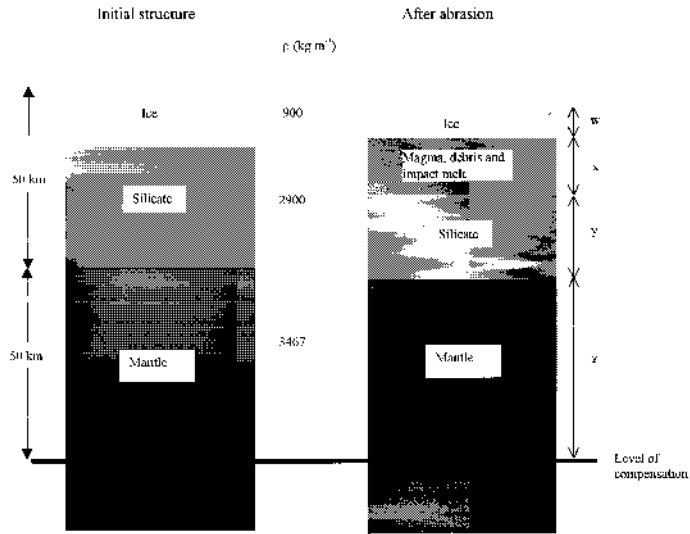 Initial structure
After abrasion
ρ (kg m⁻³)
Ice
900
Ice
w
Magma, debris and
impact melt
x
50 km
Silicate
2900
Silicate
y
50 km
Mantle
3467
Mantle
z
Level of
compensation